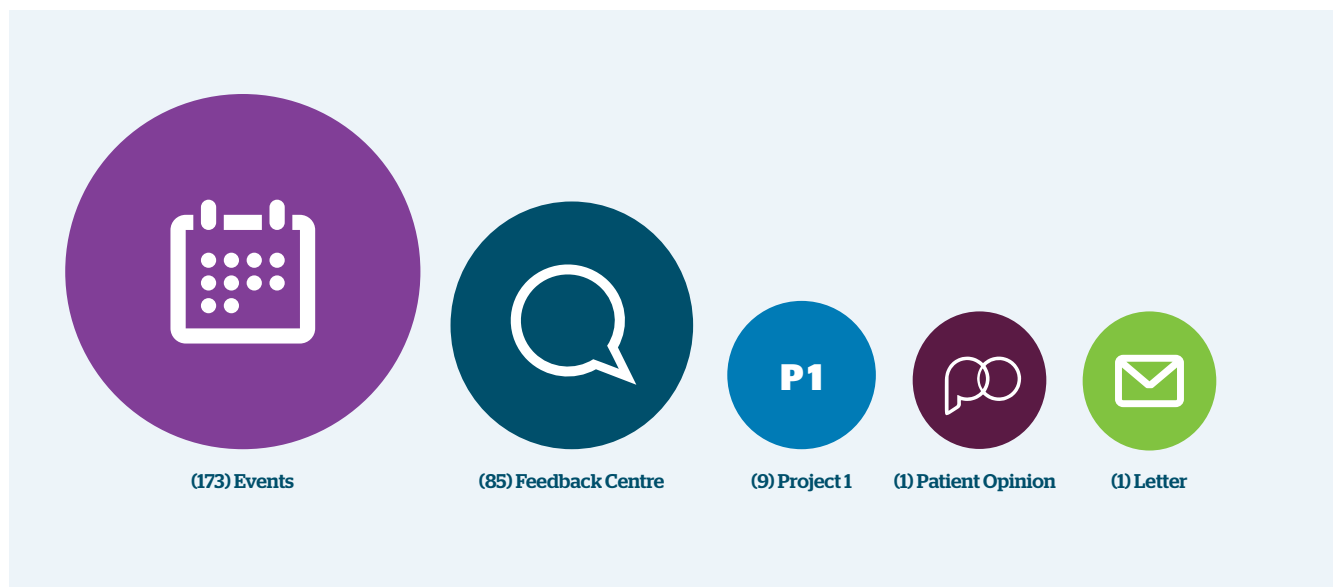 P1
(173) Events
(85) Feedback Centre
(9) Project 1
(1) Patient Opinion
(1) Letter